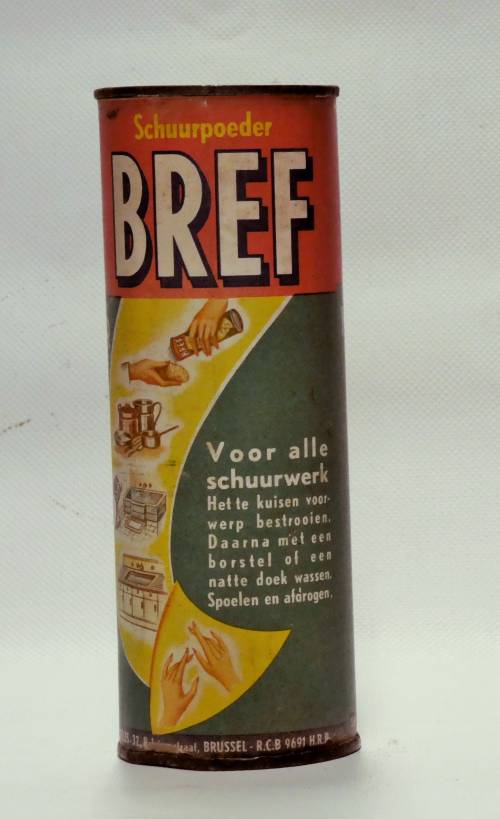 Schuurpoeder
BREF
Voor alle
schuurwerk
Het te kuisen voor-
werp bestrooien.
Daarna met een
borstel of een
natte doek wassen.
Spoelen en afdrogen.
BRUSSEL - R.C.B 9691 H.R.B